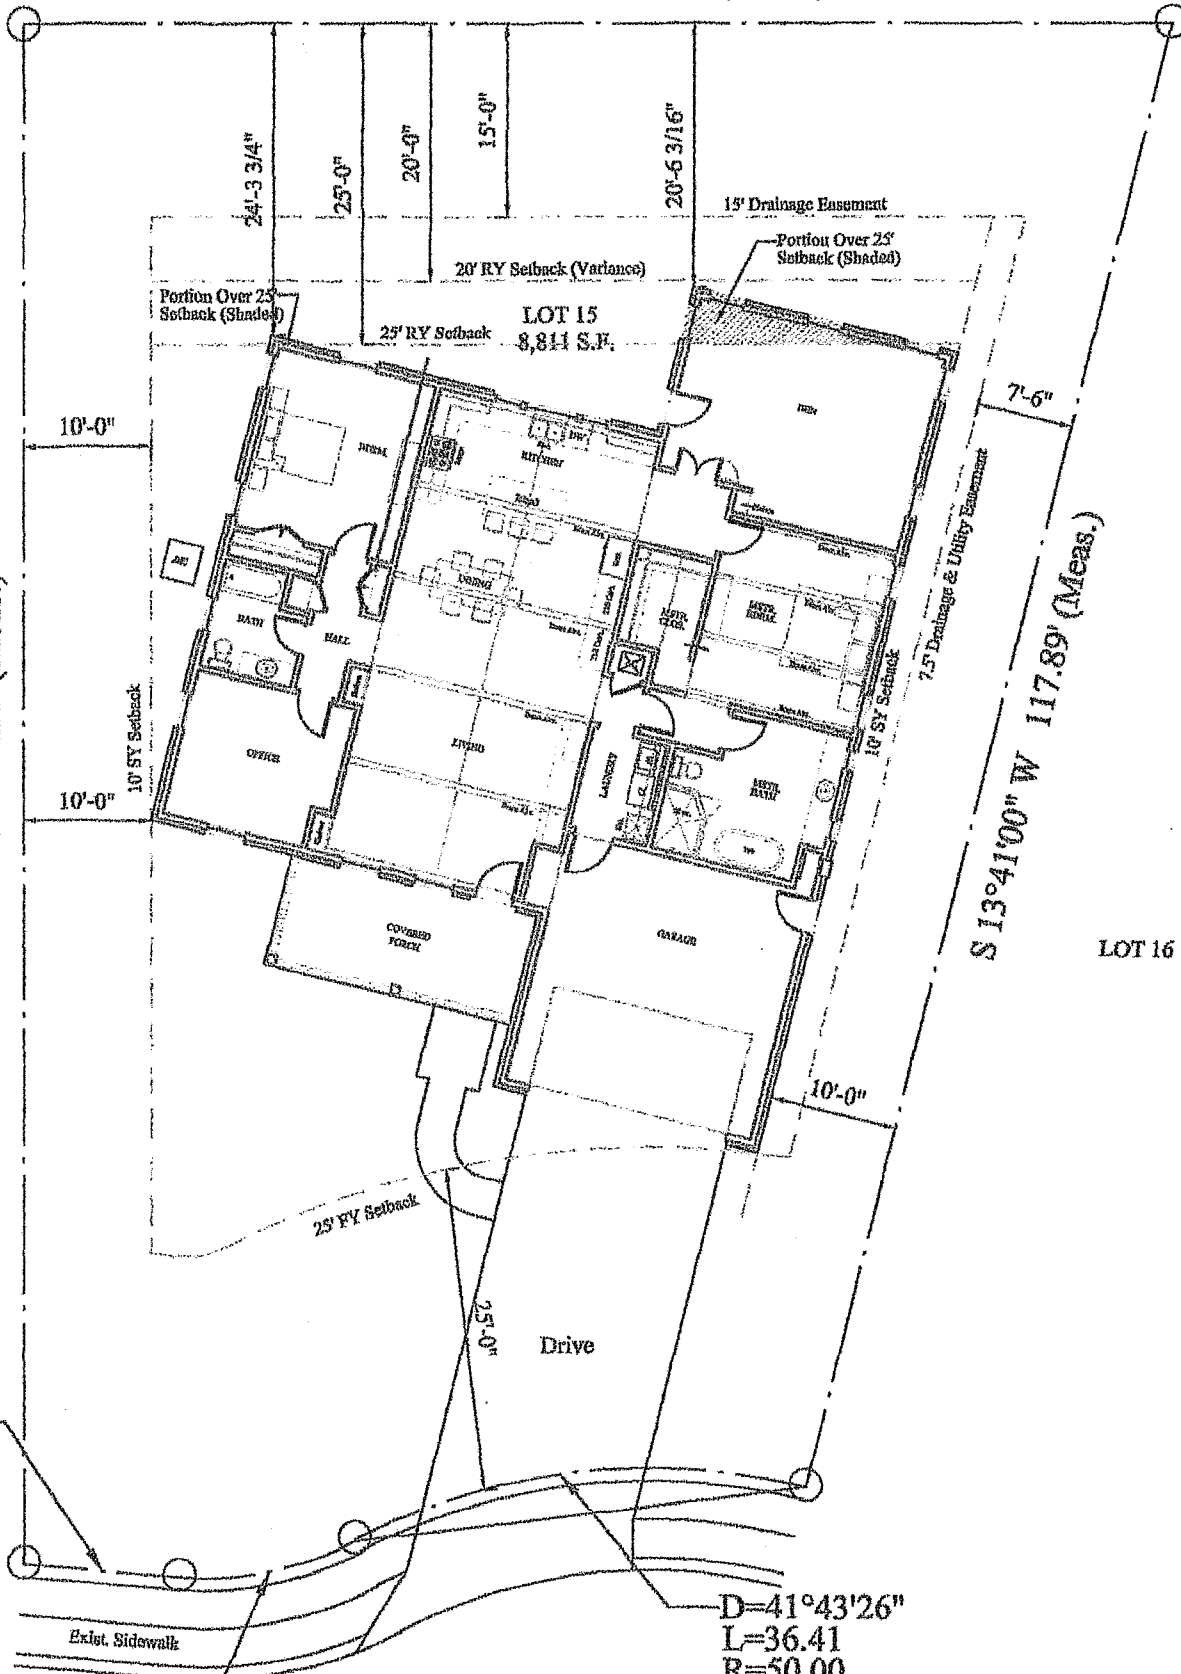 24'-3 3/4"
25'-0"
20'-0"
15'-0"
20'-6 3/16"
15' Drainage Easement
Portion Over 25'
Setback (Shaded)
20' RY Setback (Variance)
Portion Over 25'
Setback (Shaded)
LOT 15
8,811 S.F.
25' RY Setback
10'-0"
7'-6"
DEN
KITCHEN
DW
DINING
BATH
HALL
MSTR.
CLOS.
MSTR.
BDRM.
7.5' Drainage & Utility Easement
S 13°41'00" W 117.89' (Meas.)
10' SY Setback
10' SY Setback
OFFICE
LIVING
LAUNDRY
MSTR.
BATH
10'-0"
COVERED
PORCH
GARAGE
LOT 16
10'-0"
25' FY Setback
25'-0"
Drive
Exist. Sidewalk
D=41°43'26"
L=36.41
R=50.00